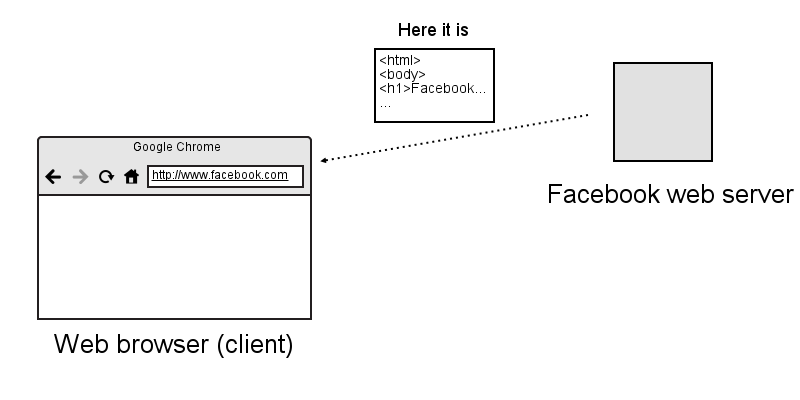 Here it is
<html>
<body>
<h1>Facebook...
...
Google Chrome
http://www.facebook.com
Facebook web server
Web browser (client)